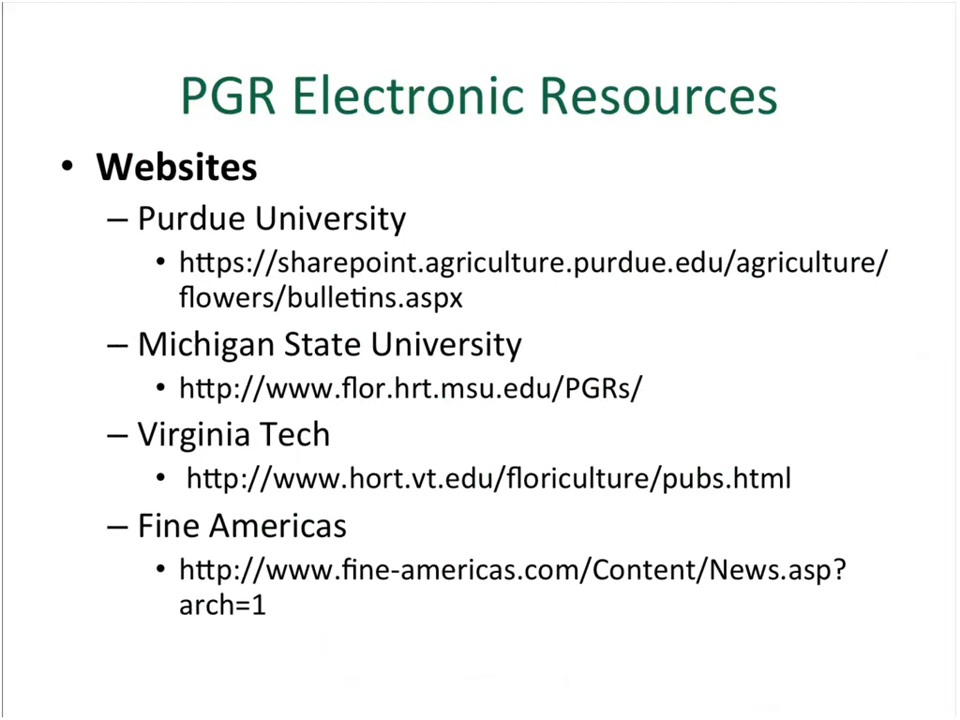 PGR Electronic Resources
• Websites
– Purdue University
• https://sharepoint.agriculture.purdue.edu/agriculture/
flowers/bulletins.aspx
– Michigan State University
• http://www.flor.hrt.msu.edu/PGRs/
– Virginia Tech
• http://www.hort.vt.edu/floriculture/pubs.html
– Fine Americas
• http://www.fine-americas.com/Content/News.asp?
arch=1